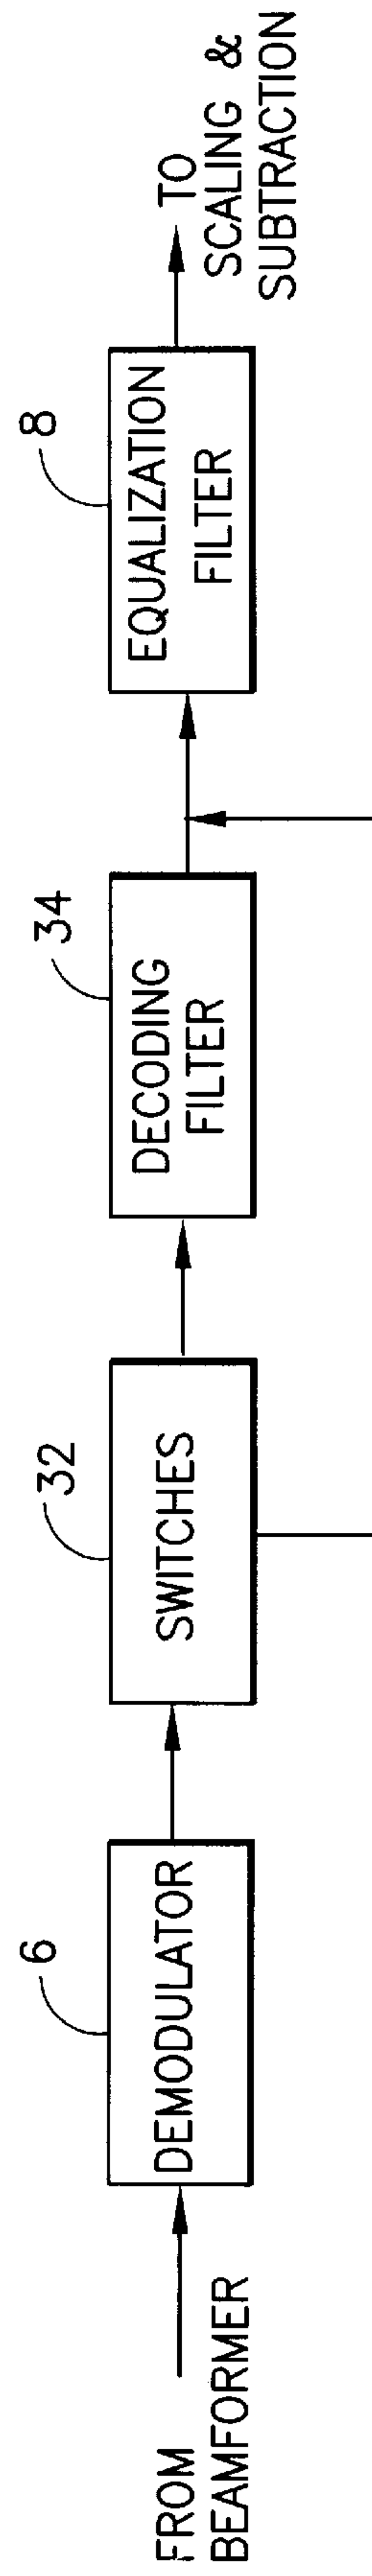 FROM
BEAMFORMER
6
DEMODULATOR
32
SWITCHES
34
DECODING
FILTER
8
EQUALIZATION
FILTER
TO
SCALING &
SUBTRACTION